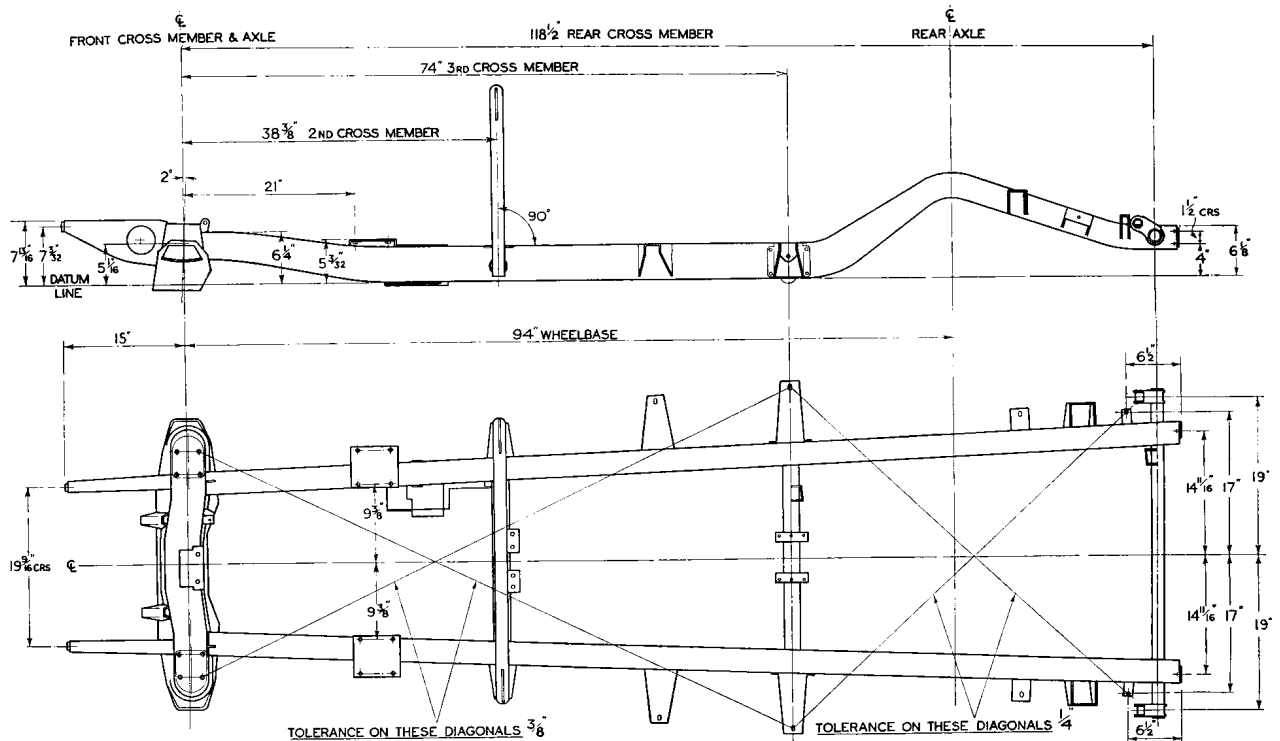 ℄
FRONT CROSS MEMBER & AXLE
118½" REAR CROSS MEMBER
℄
REAR AXLE
74" 3RD CROSS MEMBER
38⅜" 2ND CROSS MEMBER
2°
21"
90°
7 13/16"
7 3/32"
5 1/16"
6¼"
5 3/32"
1½" CRS
4"
6⅛"
DATUM
LINE
15"
94" WHEELBASE
6½"
19 9/16" CRS
℄
9⅜"
9⅜"
14 11/16"
17"
19"
14 11/16"
17"
19"
TOLERANCE ON THESE DIAGONALS ⅜"
TOLERANCE ON THESE DIAGONALS ¼"
6½"